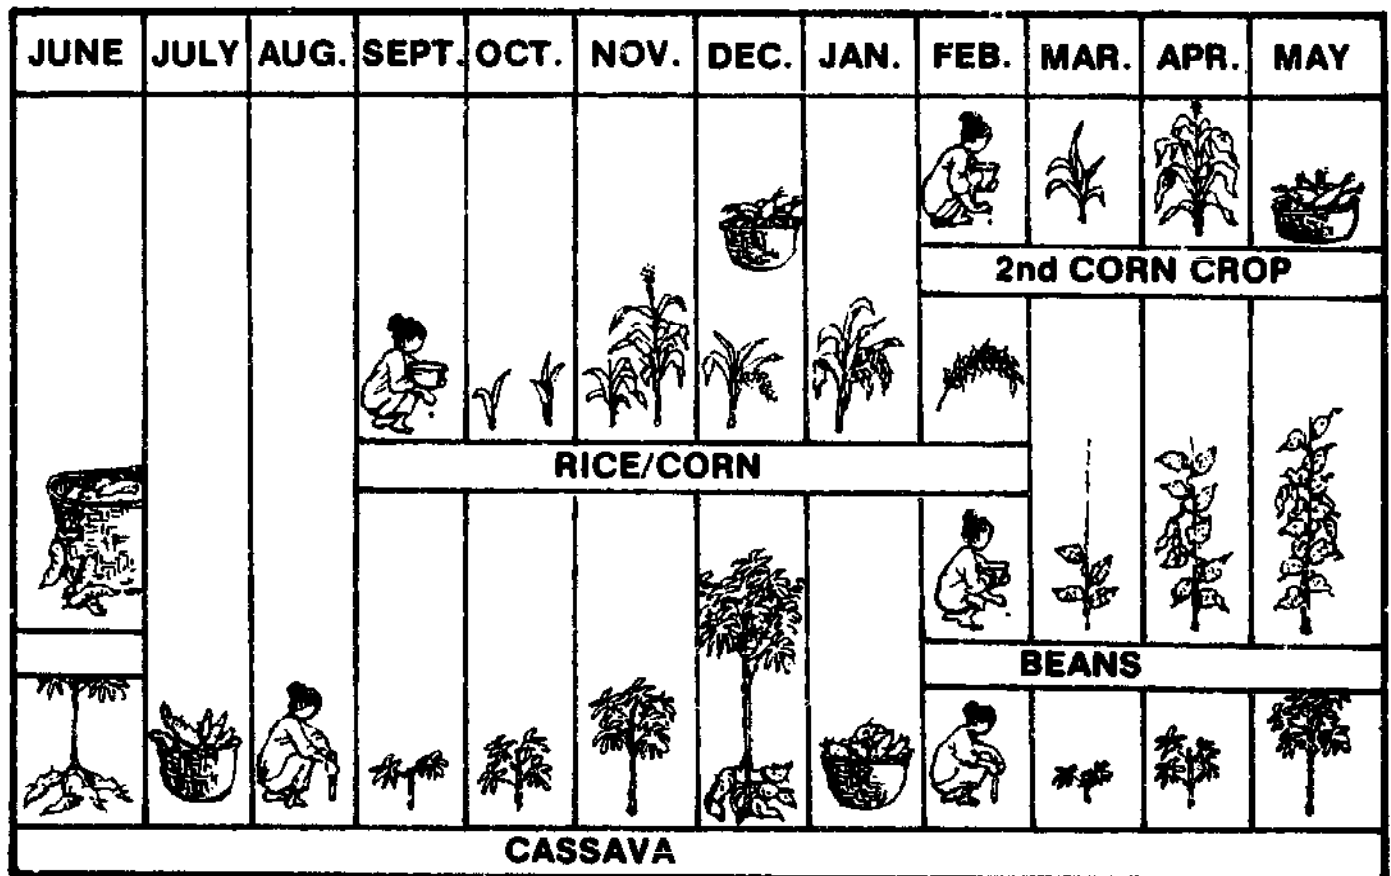 JUNE JULY AUG. SEPT. OCT. NOV. DEC. JAN. FEB. MAR. APR. MAY
2nd CORN CROP
RICE/CORN
BEANS
CASSAVA